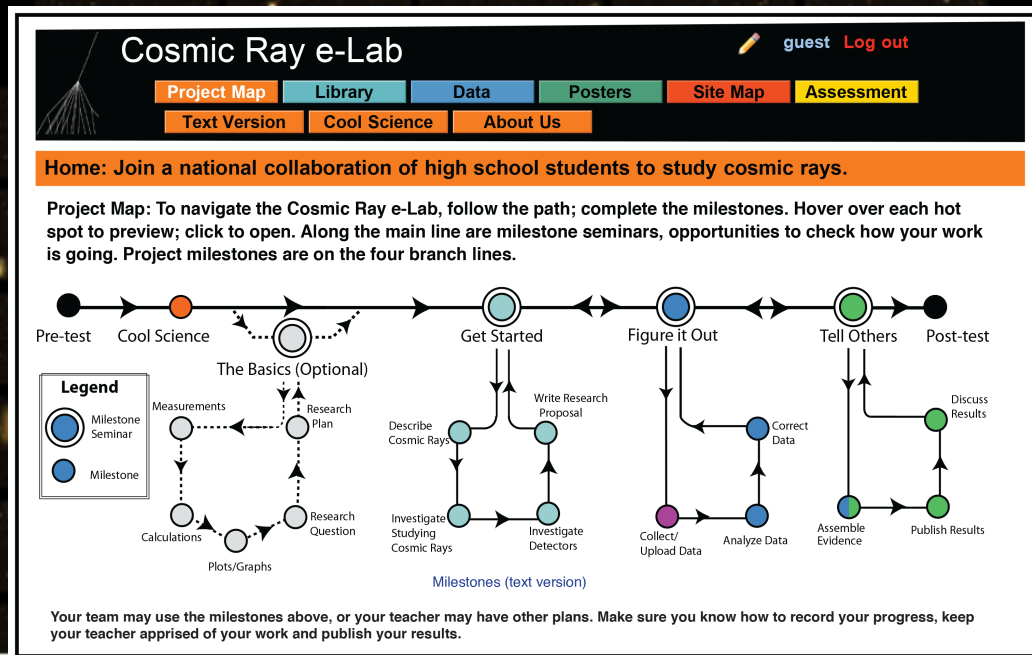 Cosmic Ray e-Lab
guest Log out
Project Map Library Data Posters Site Map Assessment
Text Version Cool Science About Us
Home: Join a national collaboration of high school students to study cosmic rays.
Project Map: To navigate the Cosmic Ray e-Lab, follow the path; complete the milestones. Hover over each hot
spot to preview; click to open. Along the main line are milestone seminars, opportunities to check how your work
is going. Project milestones are on the four branch lines.
Pre-test
Cool Science
The Basics (Optional)
Get Started
Figure it Out
Tell Others
Post-test
Legend
Milestone
Seminar
Milestone
Measurements
Research
Plan
Calculations
Plots/Graphs
Research
Question
Describe
Cosmic Rays
Write Research
Proposal
Investigate
Studying
Cosmic Rays
Investigate
Detectors
Correct
Data
Collect/
Upload Data
Analyze Data
Discuss
Results
Assemble
Evidence
Publish Results
Milestones (text version)
Your team may use the milestones above, or your teacher may have other plans. Make sure you know how to record your progress, keep
your teacher apprised of your work and publish your results.